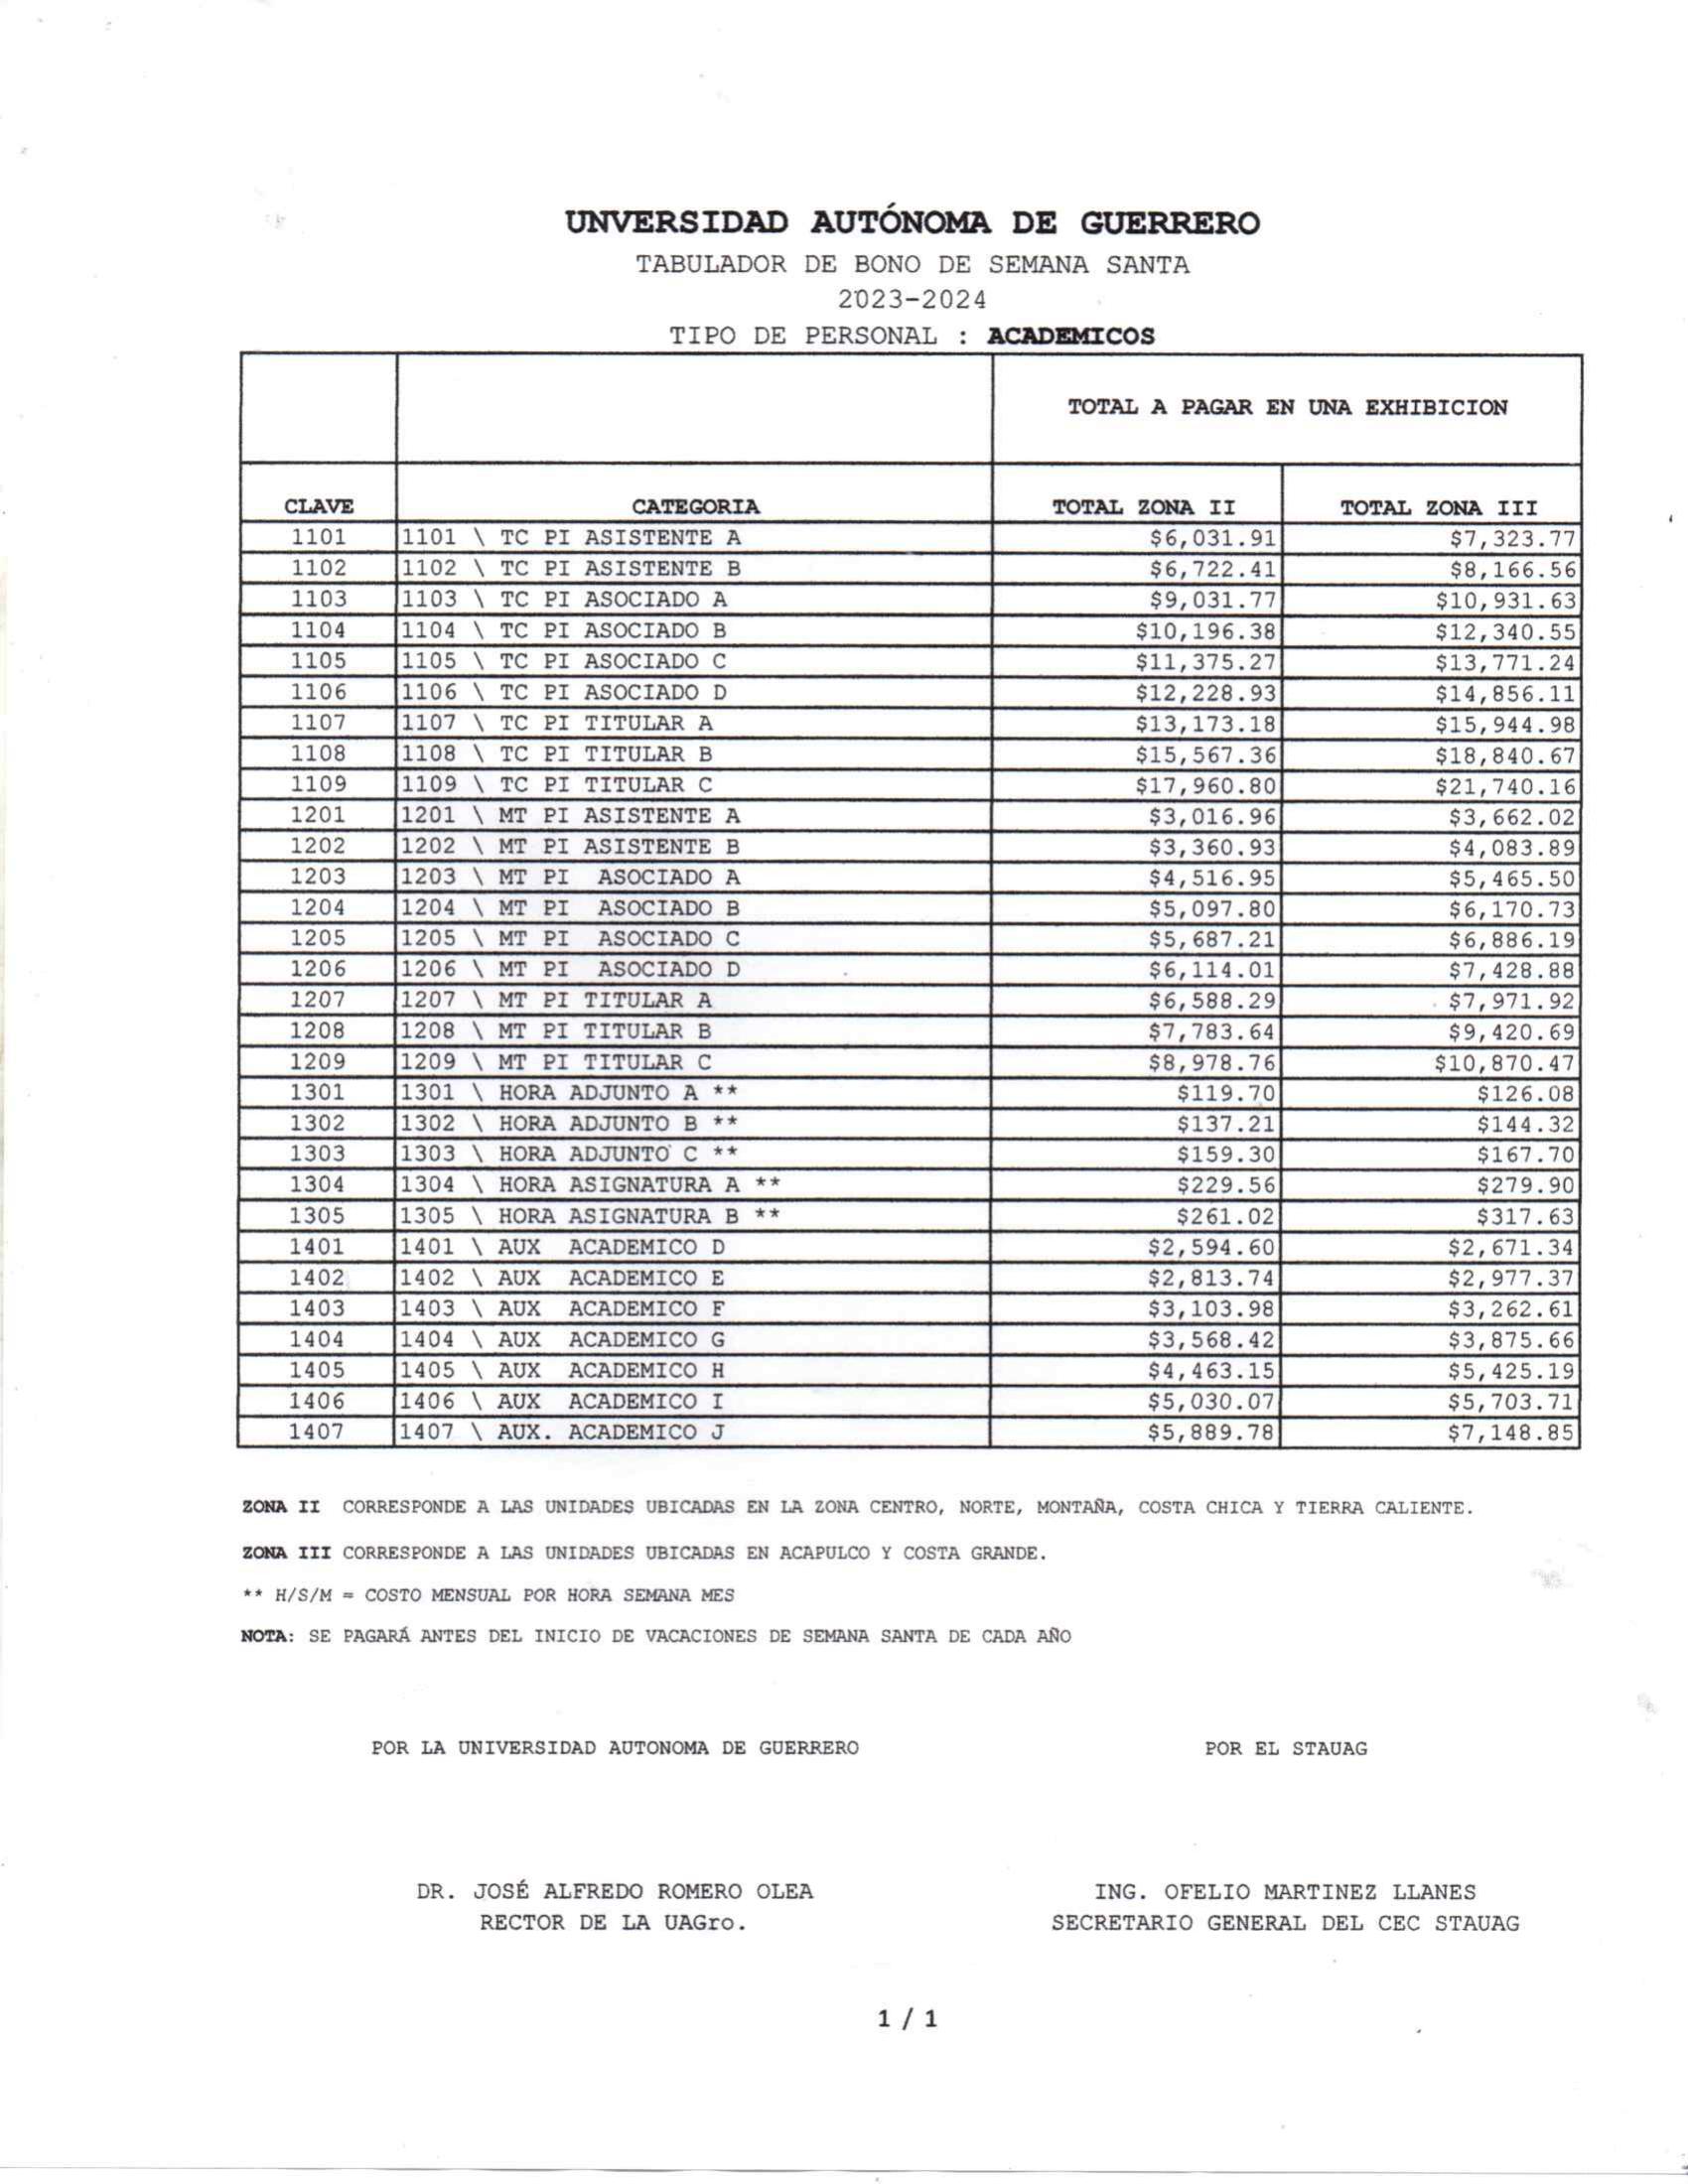 UNVERSIDAD AUTÓNOMA DE GUERRERO
TABULADOR DE BONO DE SEMANA SANTA
2023-2024
TIPO DE PERSONAL : ACADEMICOS
TOTAL A PAGAR EN UNA EXHIBICION
CLAVE CATEGORIA TOTAL ZONA II TOTAL ZONA III
1101 1101 \ TC PI ASISTENTE A $6,031.91 $7,323.77
1102 1102 \ TC PI ASISTENTE B $6,722.41 $8,166.56
1103 1103 \ TC PI ASOCIADO A $9,031.77 $10,931.63
1104 1104 \ TC PI ASOCIADO B $10,196.38 $12,340.55
1105 1105 \ TC PI ASOCIADO C $11,375.27 $13,771.24
1106 1106 \ TC PI ASOCIADO D $12,228.93 $14,856.11
1107 1107 \ TC PI TITULAR A $13,173.18 $15,944.98
1108 1108 \ TC PI TITULAR B $15,567.36 $18,840.67
1109 1109 \ TC PI TITULAR C $17,960.80 $21,740.16
1201 1201 \ MT PI ASISTENTE A $3,016.96 $3,662.02
1202 1202 \ MT PI ASISTENTE B $3,360.93 $4,083.89
1203 1203 \ MT PI ASOCIADO A $4,516.95 $5,465.50
1204 1204 \ MT PI ASOCIADO B $5,097.80 $6,170.73
1205 1205 \ MT PI ASOCIADO C $5,687.21 $6,886.19
1206 1206 \ MT PI ASOCIADO D $6,114.01 $7,428.88
1207 1207 \ MT PI TITULAR A $6,588.29 $7,971.92
1208 1208 \ MT PI TITULAR B $7,783.64 $9,420.69
1209 1209 \ MT PI TITULAR C $8,978.76 $10,870.47
1301 1301 \ HORA ADJUNTO A ** $119.70 $126.08
1302 1302 \ HORA ADJUNTO B ** $137.21 $144.32
1303 1303 \ HORA ADJUNTO C ** $159.30 $167.70
1304 1304 \ HORA ASIGNATURA A ** $229.56 $279.90
1305 1305 \ HORA ASIGNATURA B ** $261.02 $317.63
1401 1401 \ AUX ACADEMICO D $2,594.60 $2,671.34
1402 1402 \ AUX ACADEMICO E $2,813.74 $2,977.37
1403 1403 \ AUX ACADEMICO F $3,103.98 $3,262.61
1404 1404 \ AUX ACADEMICO G $3,568.42 $3,875.66
1405 1405 \ AUX ACADEMICO H $4,463.15 $5,425.19
1406 1406 \ AUX ACADEMICO I $5,030.07 $5,703.71
1407 1407 \ AUX. ACADEMICO J $5,889.78 $7,148.85
ZONA II CORRESPONDE A LAS UNIDADES UBICADAS EN LA ZONA CENTRO, NORTE, MONTAÑA, COSTA CHICA Y TIERRA CALIENTE.
ZONA III CORRESPONDE A LAS UNIDADES UBICADAS EN ACAPULCO Y COSTA GRANDE.
** H/S/M = COSTO MENSUAL POR HORA SEMANA MES
NOTA: SE PAGARÁ ANTES DEL INICIO DE VACACIONES DE SEMANA SANTA DE CADA AÑO
POR LA UNIVERSIDAD AUTONOMA DE GUERRERO POR EL STAUAG
DR. JOSÉ ALFREDO ROMERO OLEA ING. OFELIO MARTINEZ LLANES
RECTOR DE LA UAGro. SECRETARIO GENERAL DEL CEC STAUAG
1 / 1